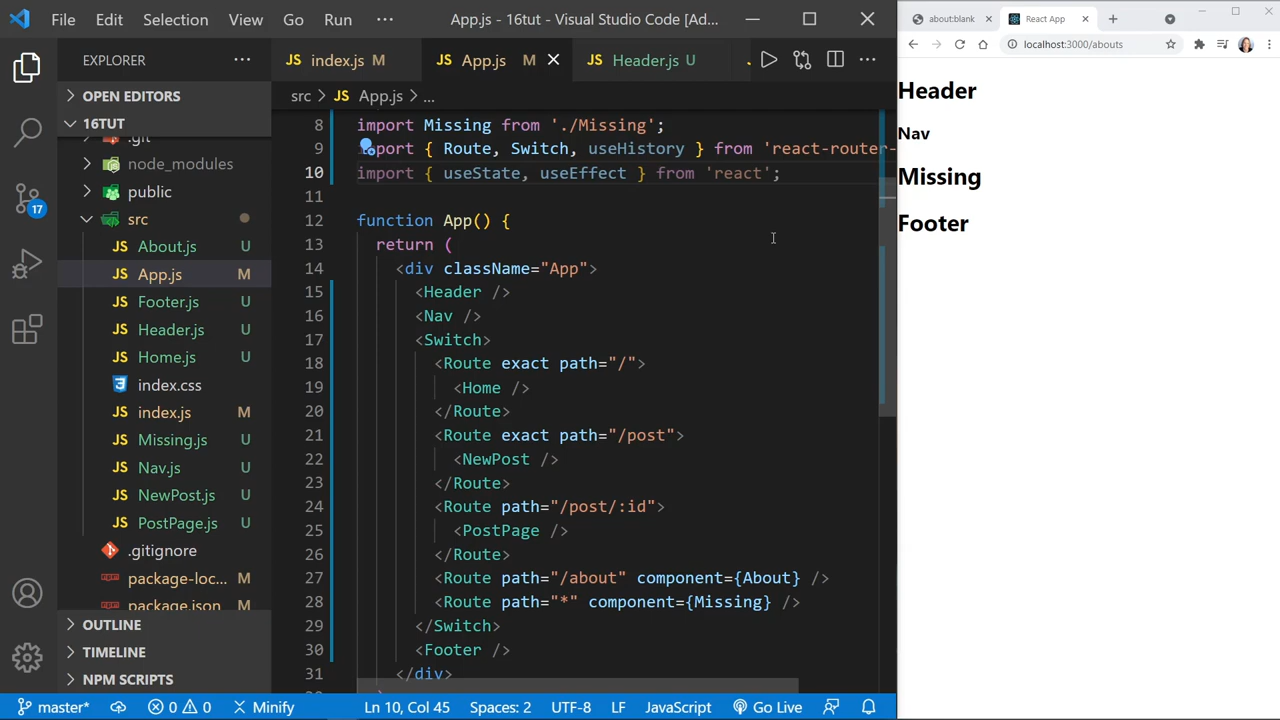 File Edit Selection View Go Run ··· App.js - 16tut - Visual Studio Code [Ad...
EXPLORER ···
OPEN EDITORS
16TUT
.git
node_modules
public
src
JS About.js U
JS App.js M
JS Footer.js U
JS Header.js U
JS Home.js U
index.css
JS index.js M
JS Missing.js U
JS Nav.js U
JS NewPost.js U
JS PostPage.js U
.gitignore
package-loc... M
package.json M
OUTLINE
TIMELINE
NPM SCRIPTS
17
JS index.js M JS App.js M JS Header.js U
src > JS App.js > ...
8 import Missing from './Missing';
9 import { Route, Switch, useHistory } from 'react-router-
10 import { useState, useEffect } from 'react';
11
12 function App() {
13 return (
14 <div className="App">
15 <Header />
16 <Nav />
17 <Switch>
18 <Route exact path="/">
19 <Home />
20 </Route>
21 <Route exact path="/post">
22 <NewPost />
23 </Route>
24 <Route path="/post/:id">
25 <PostPage />
26 </Route>
27 <Route path="/about" component={About} />
28 <Route path="*" component={Missing} />
29 </Switch>
30 <Footer />
31 </div>
master* 0 0 Minify Ln 10, Col 45 Spaces: 2 UTF-8 LF JavaScript Go Live
about:blank React App
localhost:3000/abouts
Header
Nav
Missing
Footer